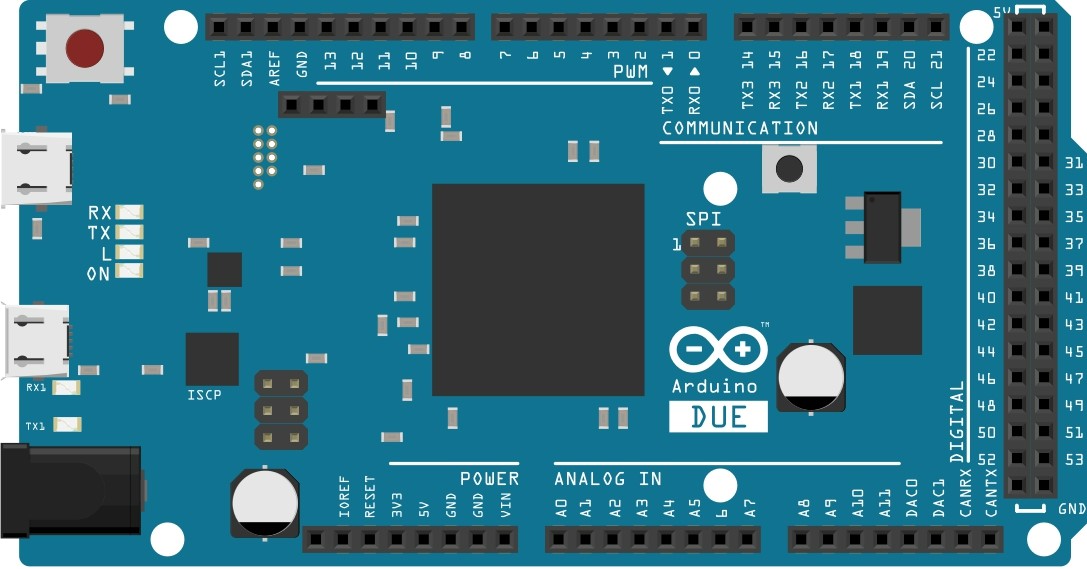 5V
SCL1 SDA1 AREF GND 13 12 11 10 9 8
7 6 5 4 3 2 TX0 1 RX0 0
PWM
TX3 14 RX3 15 TX2 16 RX2 17 TX1 18 RX1 19 SDA 20 SCL 21
COMMUNICATION
22
24
26
28
30 31
32 33
34 35
36 37
38 39
40 41
42 43
44 45
46 47
48 49
50 51
52 53
DIGITAL
GND
RX
TX
L
ON
SPI
1
ISCP
RX1
TX1
Arduino
TM
DUE
POWER
IOREF RESET 3V3 5V GND GND VIN
ANALOG IN
A0 A1 A2 A3 A4 A5 6 A7
A8 A9 A10 A11 DAC0 DAC1 CANRX CANTX